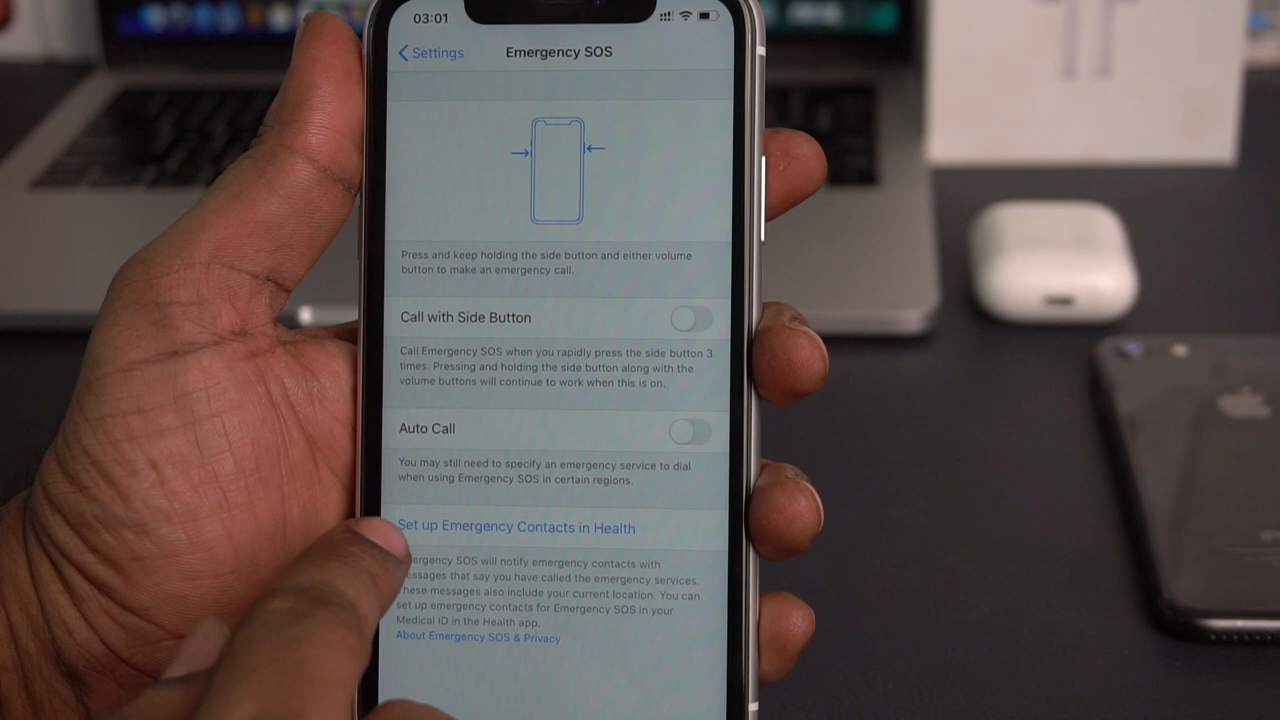 03:01
Settings
Emergency SOS
Press and keep holding the side button and either volume
button to make an emergency call.
Call with Side Button
Call Emergency SOS when you rapidly press the side button 3
times. Pressing and holding the side button along with the
volume buttons will continue to work when this is on.
Auto Call
You may still need to specify an emergency service to dial
when using Emergency SOS in certain regions.
Set up Emergency Contacts in Health
ergency SOS will notify emergency contacts with
essages that say you have called the emergency services.
hese messages also include your current location. You can
set up emergency contacts for Emergency SOS in your
Medical ID in the Health app.
About Emergency SOS & Privacy